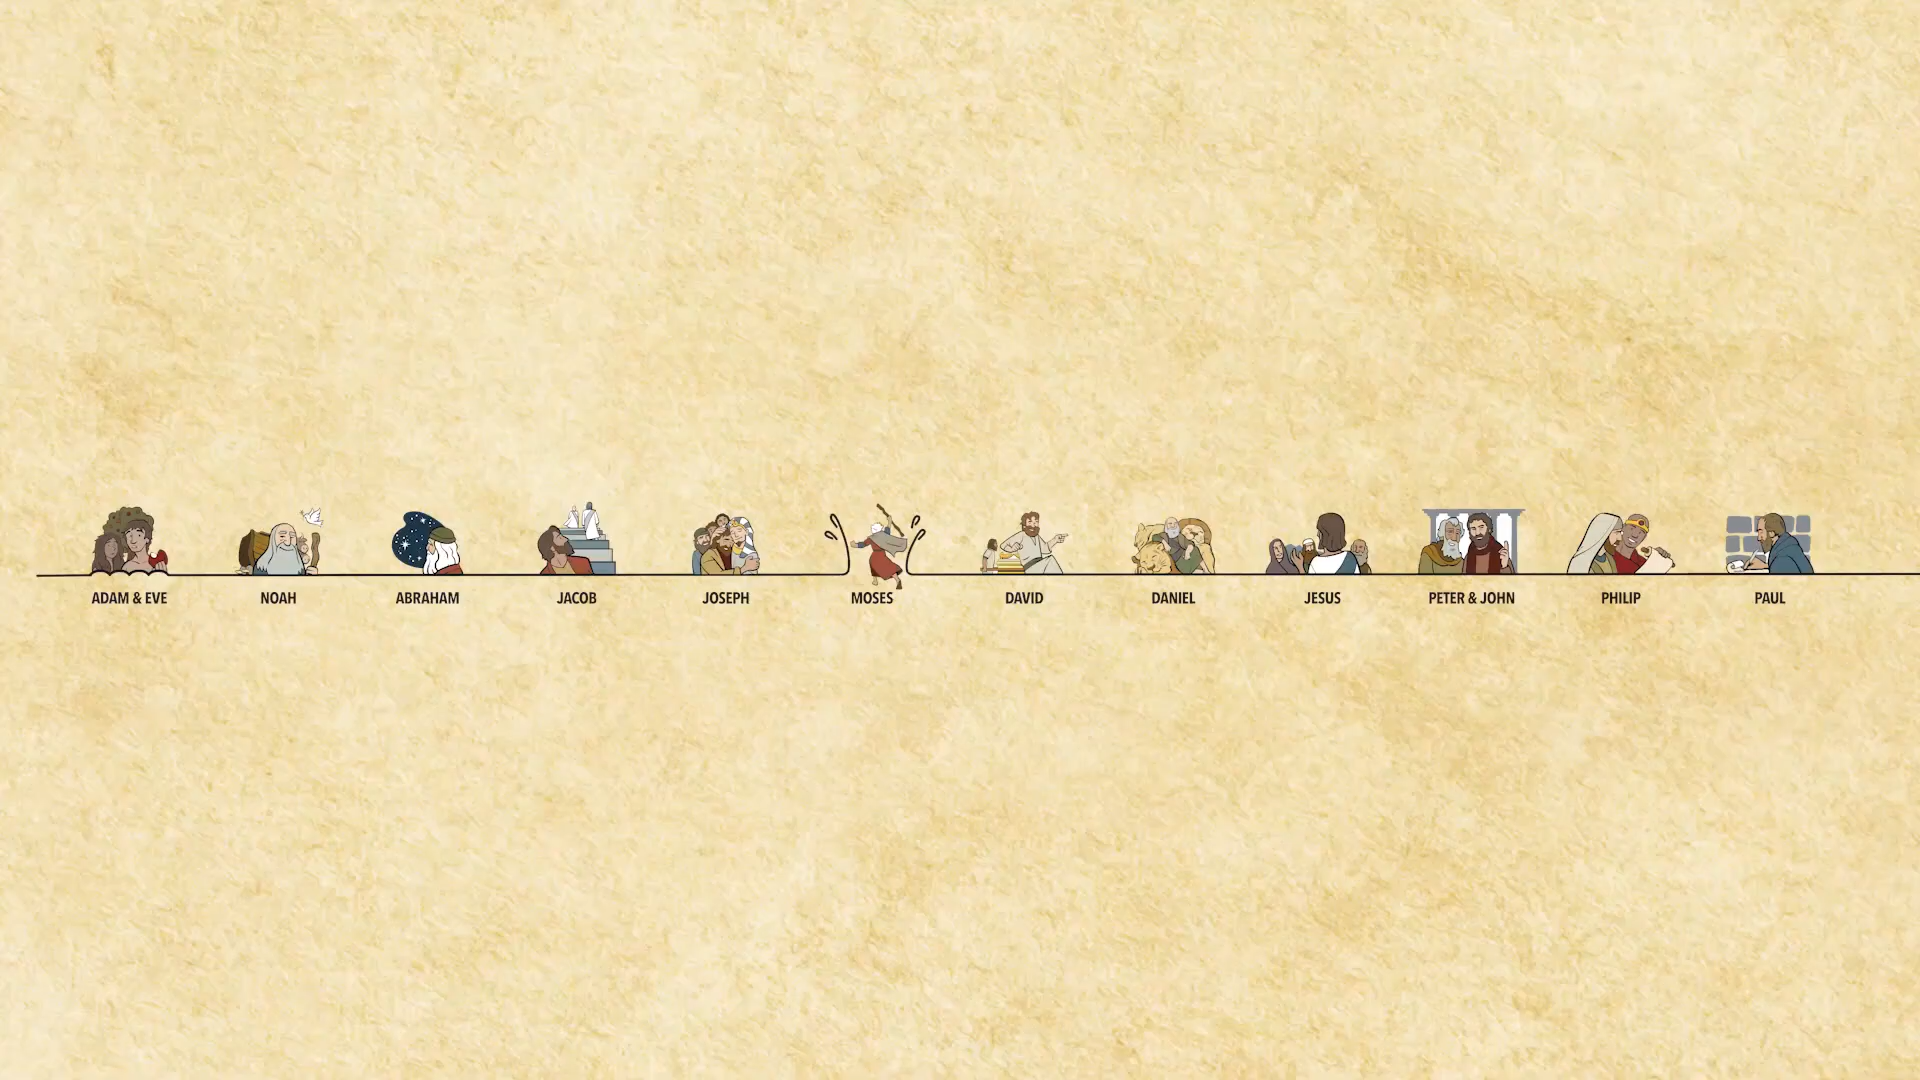 ADAM & EVE
NOAH
ABRAHAM
JACOB
JOSEPH
MOSES
DAVID
DANIEL
JESUS
PETER & JOHN
PHILIP
PAUL